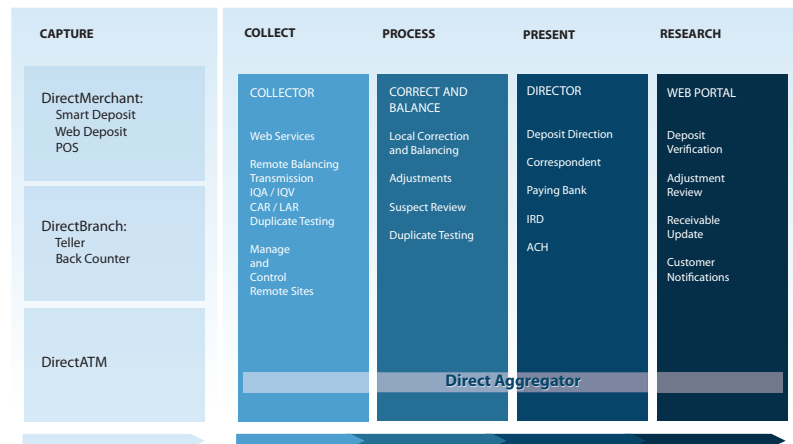 CAPTURE
DirectMerchant:
Smart Deposit
Web Deposit
POS
DirectBranch:
Teller
Back Counter
DirectATM
COLLECT
COLLECTOR
Web Services
Remote Balancing
Transmission
IQA / IQV
CAR / LAR
Duplicate Testing
Manage
and
Control
Remote Sites
PROCESS
CORRECT AND
BALANCE
Local Correction
and Balancing
Adjustments
Suspect Review
Duplicate Testing
PRESENT
DIRECTOR
Deposit Direction
Correspondent
Paying Bank
IRD
ACH
RESEARCH
WEB PORTAL
Deposit
Verification
Adjustment
Review
Receivable
Update
Customer
Notifications
Direct Aggregator